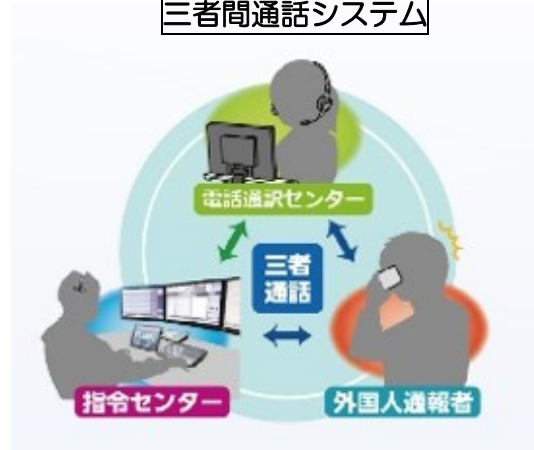 三者間通話システム
電話通訳センター
三者
通話
指令センター
外国人通報者